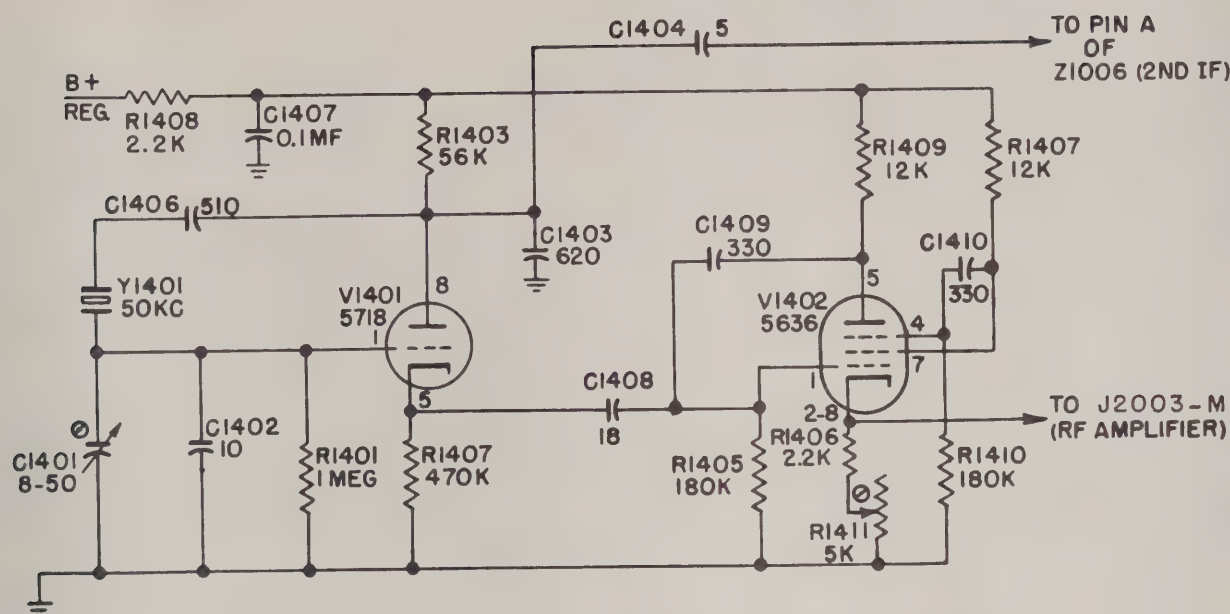 C1404
5
TO PIN A
OF
Z1006 (2ND IF)
B+
REG.
R1408
2.2K
C1407
0.1MF
R1403
56K
R1409
12K
R1407
12K
C1406
510
C1403
620
C1409
330
C1410
330
Y1401
50KC
V1401
5718
8
1
5
V1402
5636
5
4
7
1
2-8
C1408
18
TO J2003-M
(RF AMPLIFIER)
C1401
8-50
C1402
10
R1401
1 MEG
R1407
470K
R1405
180K
R1406
2.2K
R1411
5K
R1410
180K